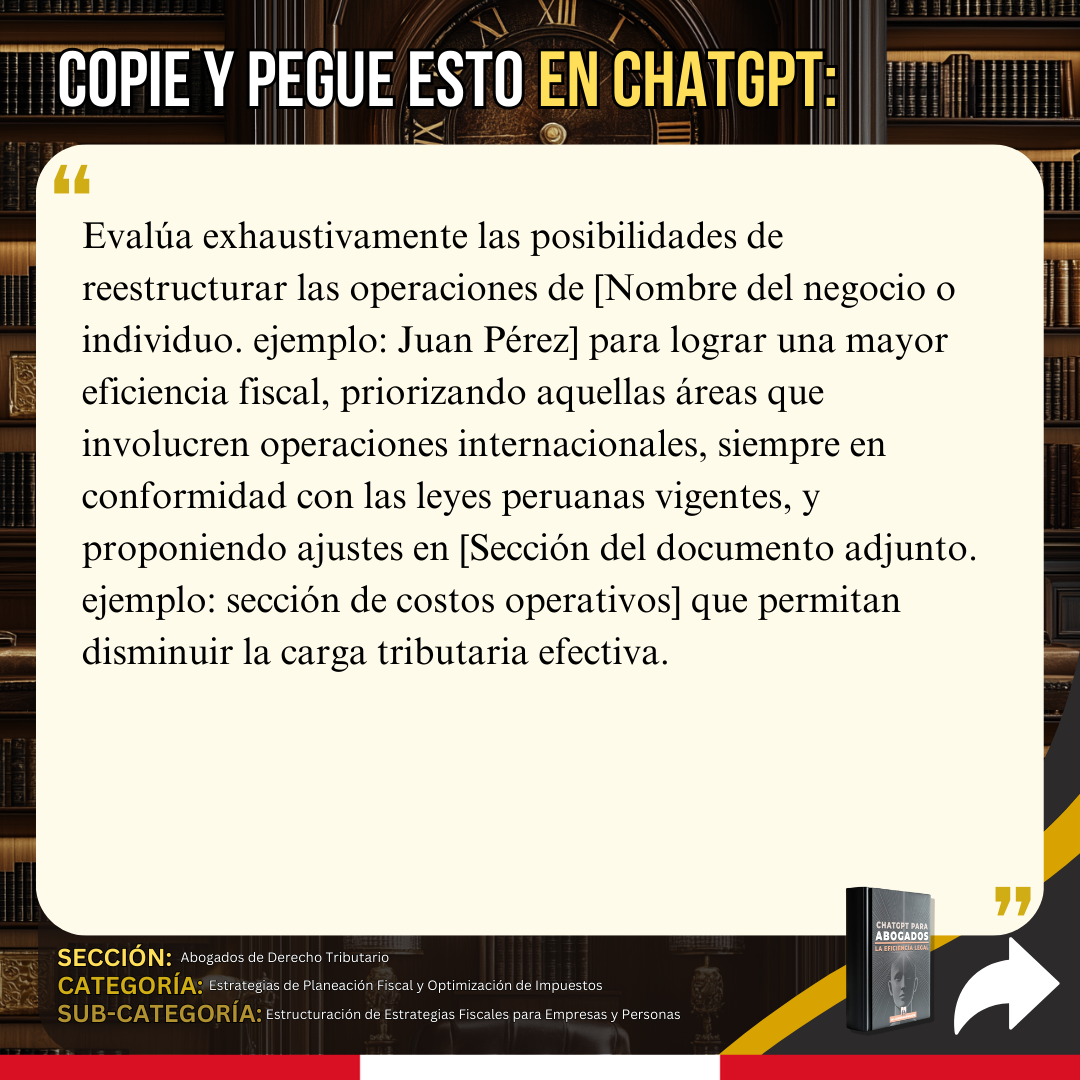 COPIE Y PEGUE ESTO EN CHATGPT:
“
Evalúa exhaustivamente las posibilidades de
reestructurar las operaciones de [Nombre del negocio o
individuo. ejemplo: Juan Pérez] para lograr una mayor
eficiencia fiscal, priorizando aquellas áreas que
involucren operaciones internacionales, siempre en
conformidad con las leyes peruanas vigentes, y
proponiendo ajustes en [Sección del documento adjunto.
ejemplo: sección de costos operativos] que permitan
disminuir la carga tributaria efectiva.
”
CHATGPT PARA
ABOGADOS
LA EFICIENCIA LEGAL
SECCIÓN: Abogados de Derecho Tributario
CATEGORÍA: Estrategias de Planeación Fiscal y Optimización de Impuestos
SUB-CATEGORÍA: Estructuración de Estrategias Fiscales para Empresas y Personas